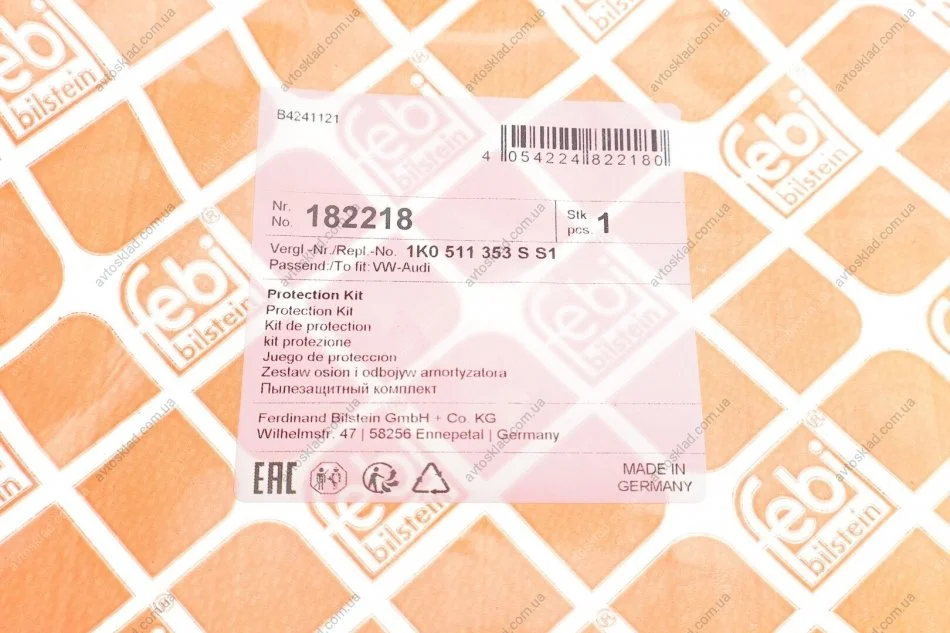 B4241121
4 054224 822180
Nr. No. 182218 Stk. pcs. 1
Vergl.-Nr./Repl.-No. 1K0 511 353 S S1
Passend:/To fit: VW-Audi
Protection Kit
Protection Kit
Kit de protection
kit protezione
Juego de protección
Zestaw osłon i odbojyw amortyzatora
Пылезащитный комплект
Ferdinand Bilstein GmbH + Co. KG
Wilhelmstr. 47 | 58256 Ennepetal | Germany
EAC
MADE IN
GERMANY
febi
bilstein
avtosklad.com.ua